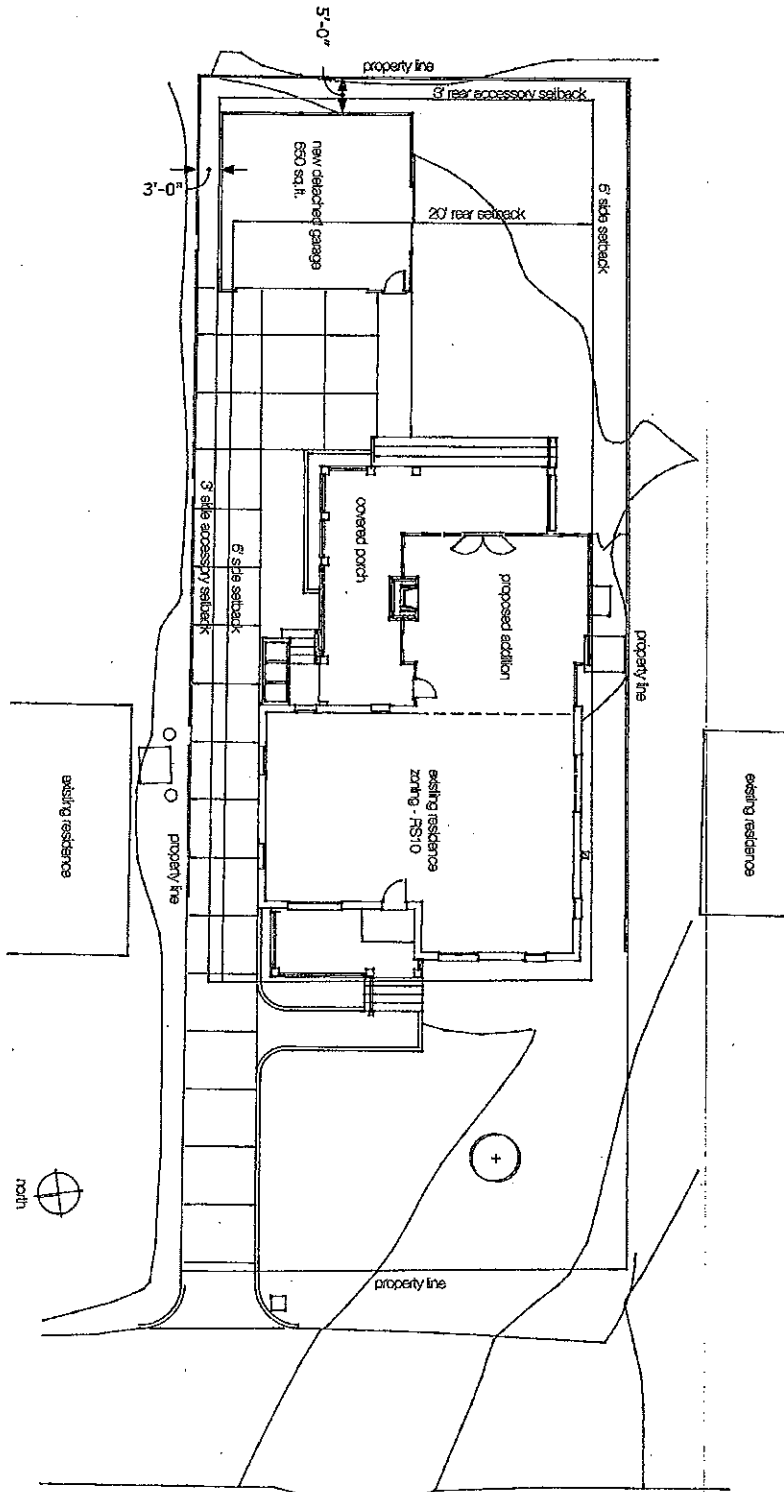 5'-0"
property line
3' rear accessory setback
new detached garage
650 sq.ft.
3'-0"
20' rear setback
6' side setback
covered porch
proposed addition
property line
3' side accessory setback
6' side setback
existing residence
zoning - RS10
existing residence
existing residence
property line
north
property line